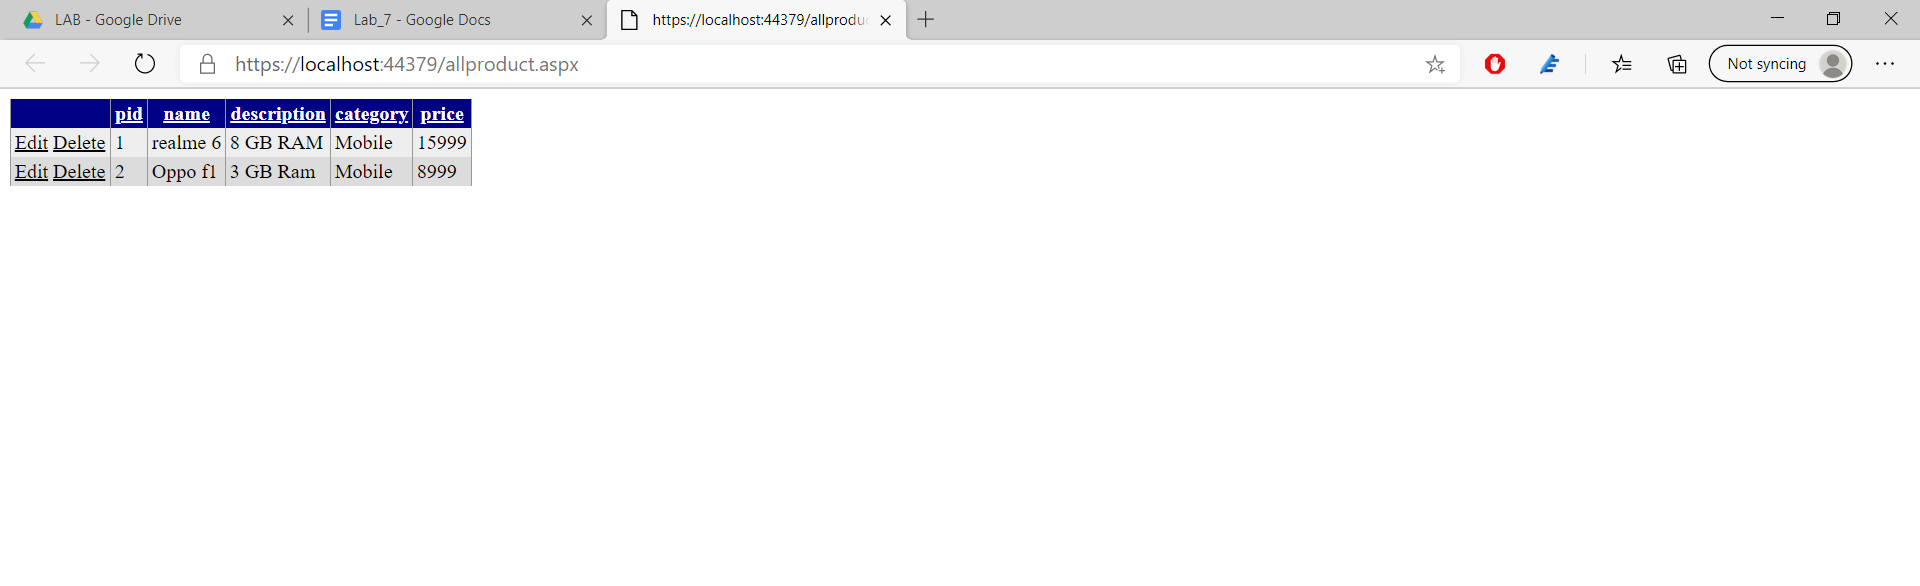 LAB - Google Drive
Lab_7 - Google Docs
https://localhost:44379/allprodu
https://localhost:44379/allproduct.aspx
Not syncing
pid name description category price
Edit Delete 1 realme 6 8 GB RAM Mobile 15999
Edit Delete 2 Oppo f1 3 GB Ram Mobile 8999